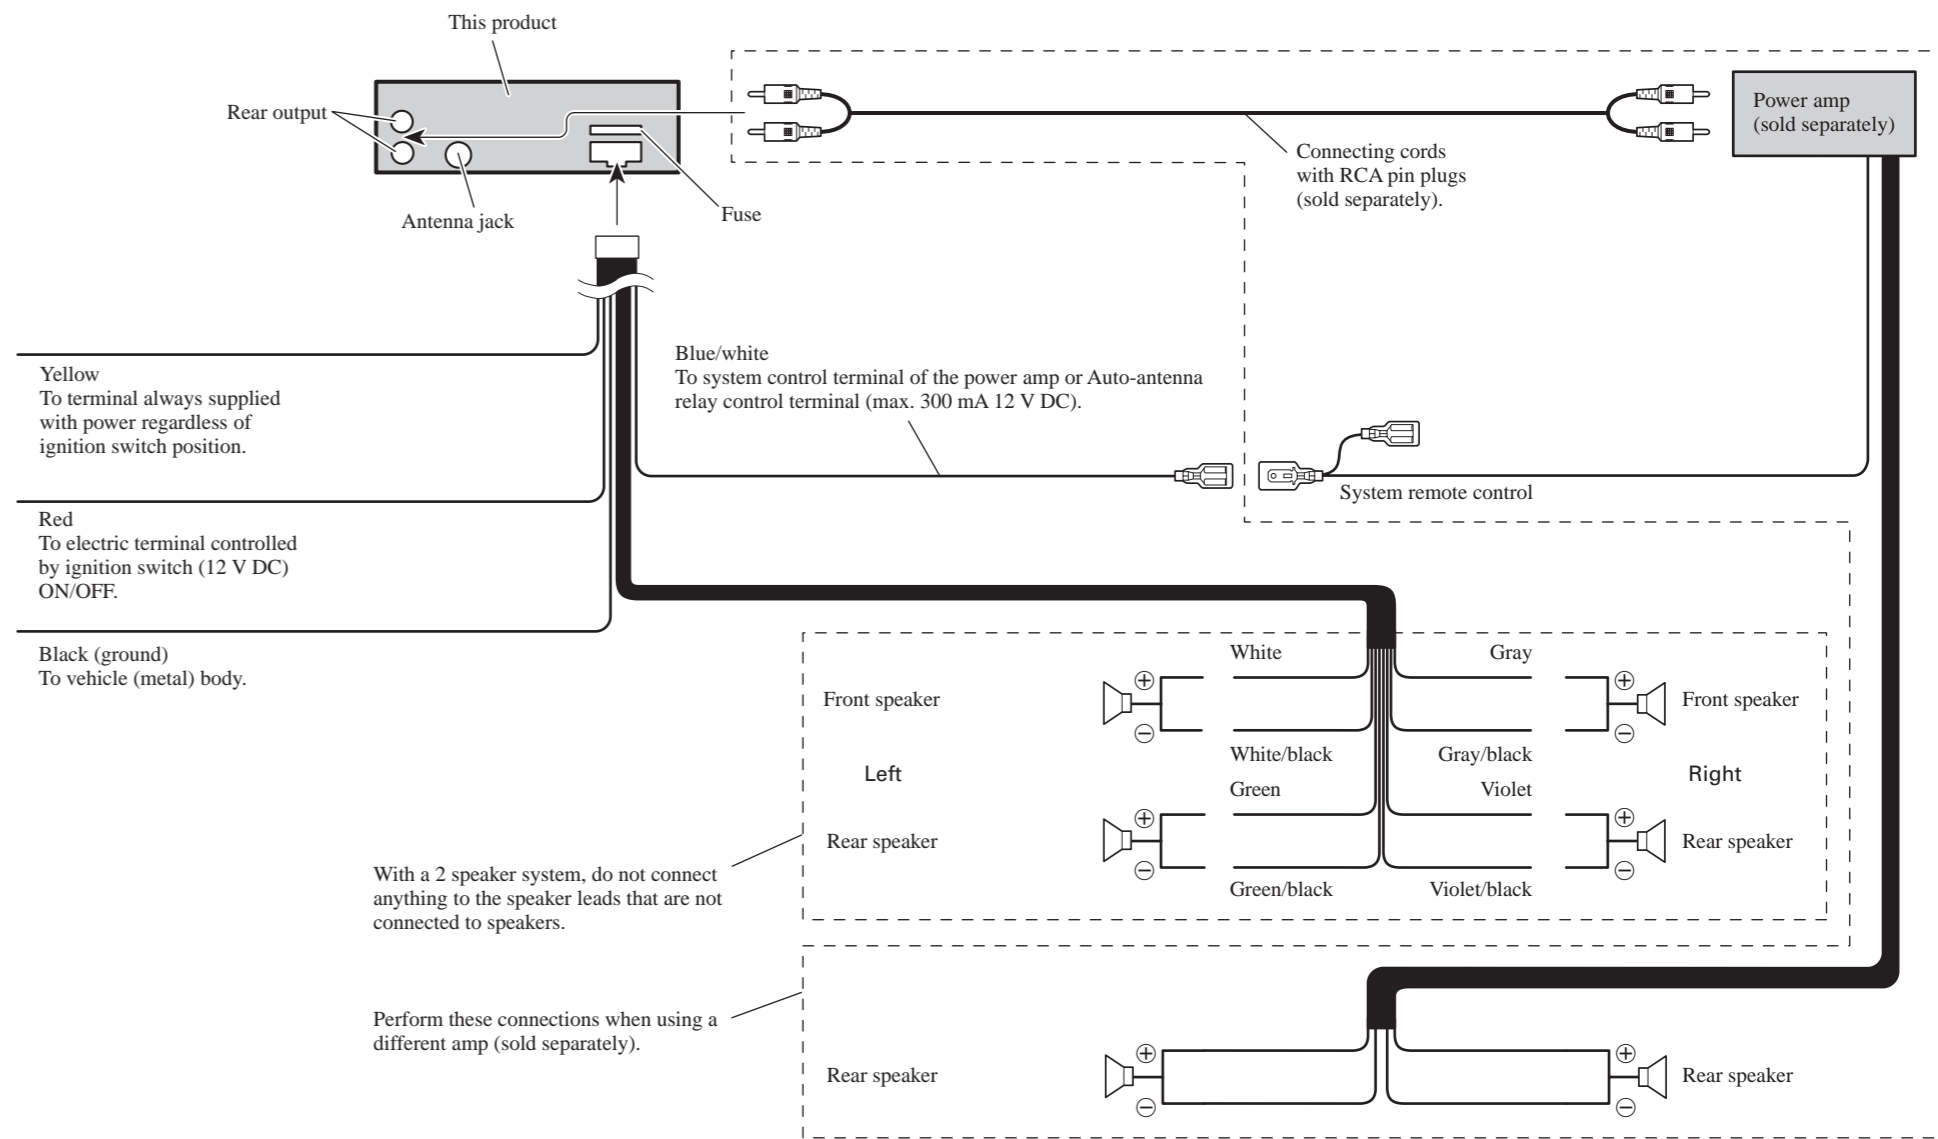 This product
Rear output
Antenna jack
Fuse
Power amp
(sold separately)
Connecting cords
with RCA pin plugs
(sold separately).
Yellow
To terminal always supplied
with power regardless of
ignition switch position.
Blue/white
To system control terminal of the power amp or Auto-antenna
relay control terminal (max. 300 mA 12 V DC).
System remote control
Red
To electric terminal controlled
by ignition switch (12 V DC)
ON/OFF.
Black (ground)
To vehicle (metal) body.
White
Gray
Front speaker
⊕
⊕
Front speaker
⊖
⊖
White/black
Gray/black
Left
Right
Green
Violet
Rear speaker
⊕
⊕
Rear speaker
⊖
⊖
Green/black
Violet/black
With a 2 speaker system, do not connect
anything to the speaker leads that are not
connected to speakers.
Perform these connections when using a
different amp (sold separately).
Rear speaker
⊕
⊕
Rear speaker
⊖
⊖